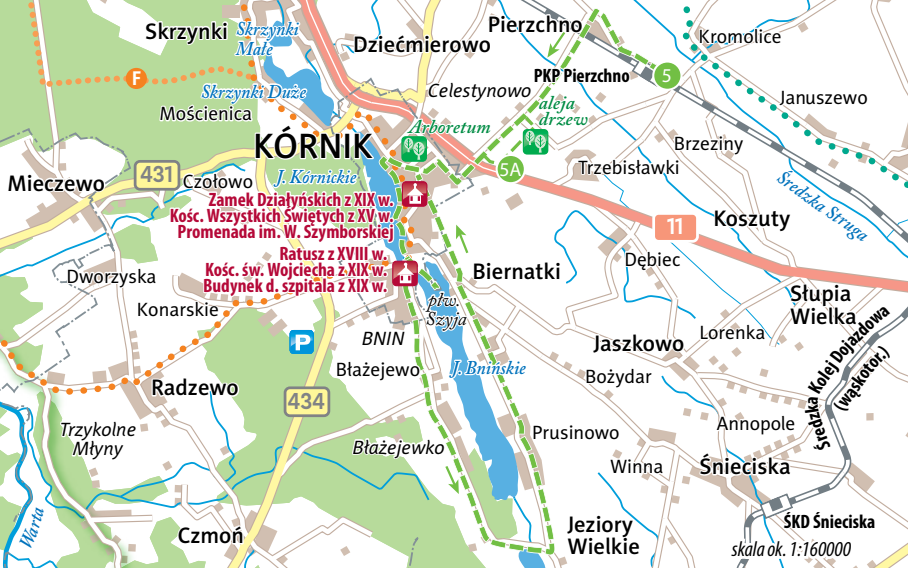 Skrzynki
Skrzynki
Małe
Pierzchno
Kromolice
Dziećmierowo
PKP Pierzchno
5
F
Skrzynki Duże
Celestynowo
aleja
drzew
Januszewo
Mościenica
Arboretum
KÓRNIK
Brzeziny
431
Czołowo
J. Kórnickie
5A
Trzebisławki
Mieczewo
Średzka Struga
Zamek Działyńskich z XIX w.
Kośc. Wszystkich Świętych z XV w.
Promenada im. W. Szymborskiej
11
Koszuty
Ratusz z XVIII w.
Kośc. św. Wojciecha z XIX w.
Budynek d. szpitala z XIX w.
Dworzyska
Biernatki
Dębiec
Konarskie
płw.
Szyja
Słupia
Wielka
P
BNIN
Jaszkowo
Lorenka
Średzka Kolej Dojazdowa
(wąskotor.)
Błażejewo
J. Bnińskie
Bożydar
Radzewo
434
Trzykolne
Młyny
Annopole
Błażejewko
Prusinowo
Winna
Śnieciska
Warta
Czmoń
Jeziory
Wielkie
ŚKD Śnieciska
skala ok. 1:160000